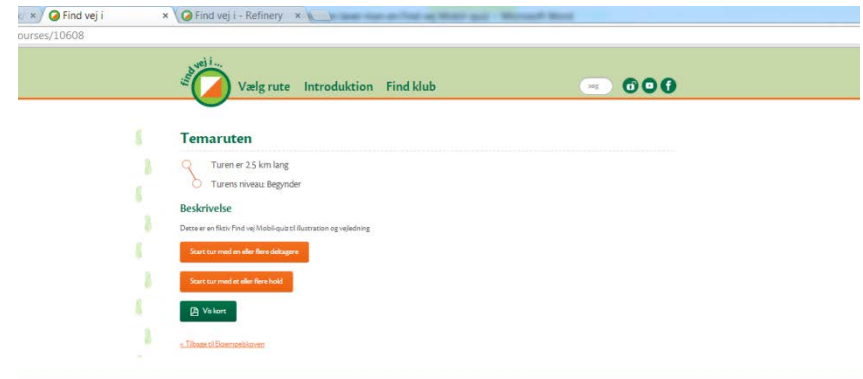 Find vej i
Find vej i - Refinery
ourses/10608
find vej i...
Vælg rute Introduktion Find klub
søg
Temaruten
Turen er 2.5 km lang
Turens niveau: Begynder
Beskrivelse
Dette er en fiktiv Find vej Mobil-quiz til illustration og vejledning
Start tur med en eller flere deltagere
Start tur med et eller flere hold
Vis kort
« Tilbage til Eksempelskoven